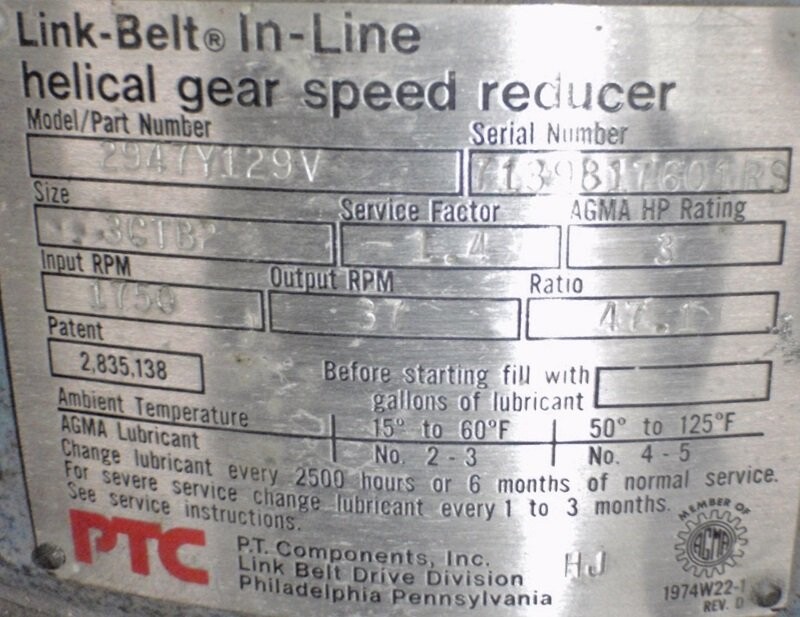 Link-Belt® In-Line
helical gear speed reducer
Model/Part Number
Serial Number
2947Y129V
Size
Service Factor
AGMA HP Rating
3
Input RPM
Output RPM
Ratio
1750
37
Patent
2,835,138
Before starting fill with
gallons of lubricant
Ambient Temperature
15° to 60°F
50° to 125°F
AGMA Lubricant
No. 2 - 3
No. 4 - 5
Change lubricant every 2500 hours or 6 months of normal service.
For severe service change lubricant every 1 to 3 months.
See service instructions.
PTC
P.T. Components, Inc.
Link Belt Drive Division
Philadelphia Pennsylvania
HJ
MEMBER OF
AGMA
1974W22-1
REV. D